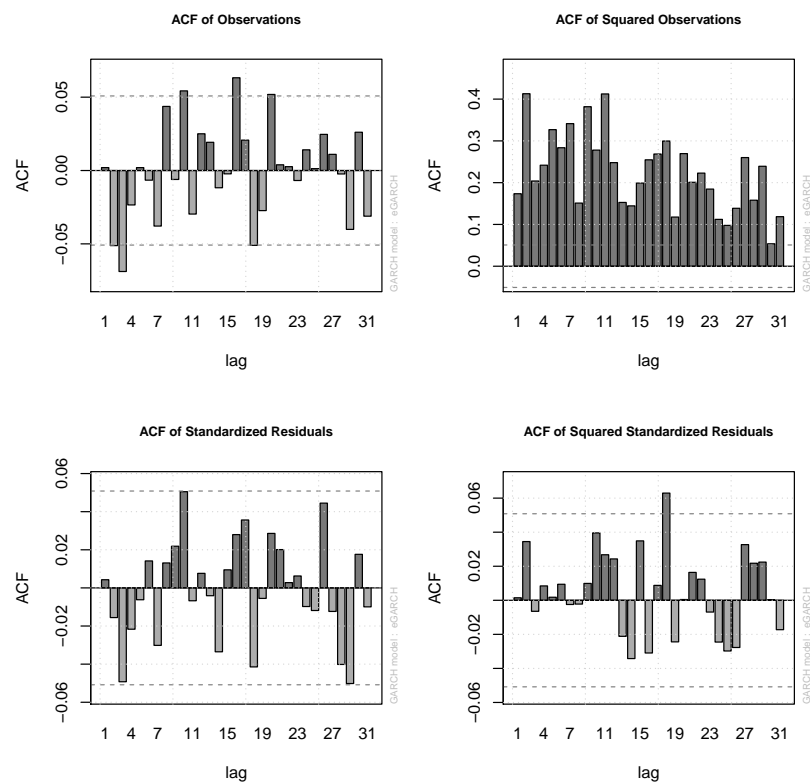 ACF of Observations
ACF
0.05
0.00
−0.05
1 4 7 11 15 19 23 27 31
lag
GARCH model : eGARCH
ACF of Squared Observations
ACF
0.4
0.3
0.2
0.1
0.0
1 4 7 11 15 19 23 27 31
lag
GARCH model : eGARCH
ACF of Standardized Residuals
ACF
0.06
0.02
−0.02
−0.06
1 4 7 11 15 19 23 27 31
lag
GARCH model : eGARCH
ACF of Squared Standardized Residuals
ACF
0.06
0.02
−0.02
−0.06
1 4 7 11 15 19 23 27 31
lag
GARCH model : eGARCH